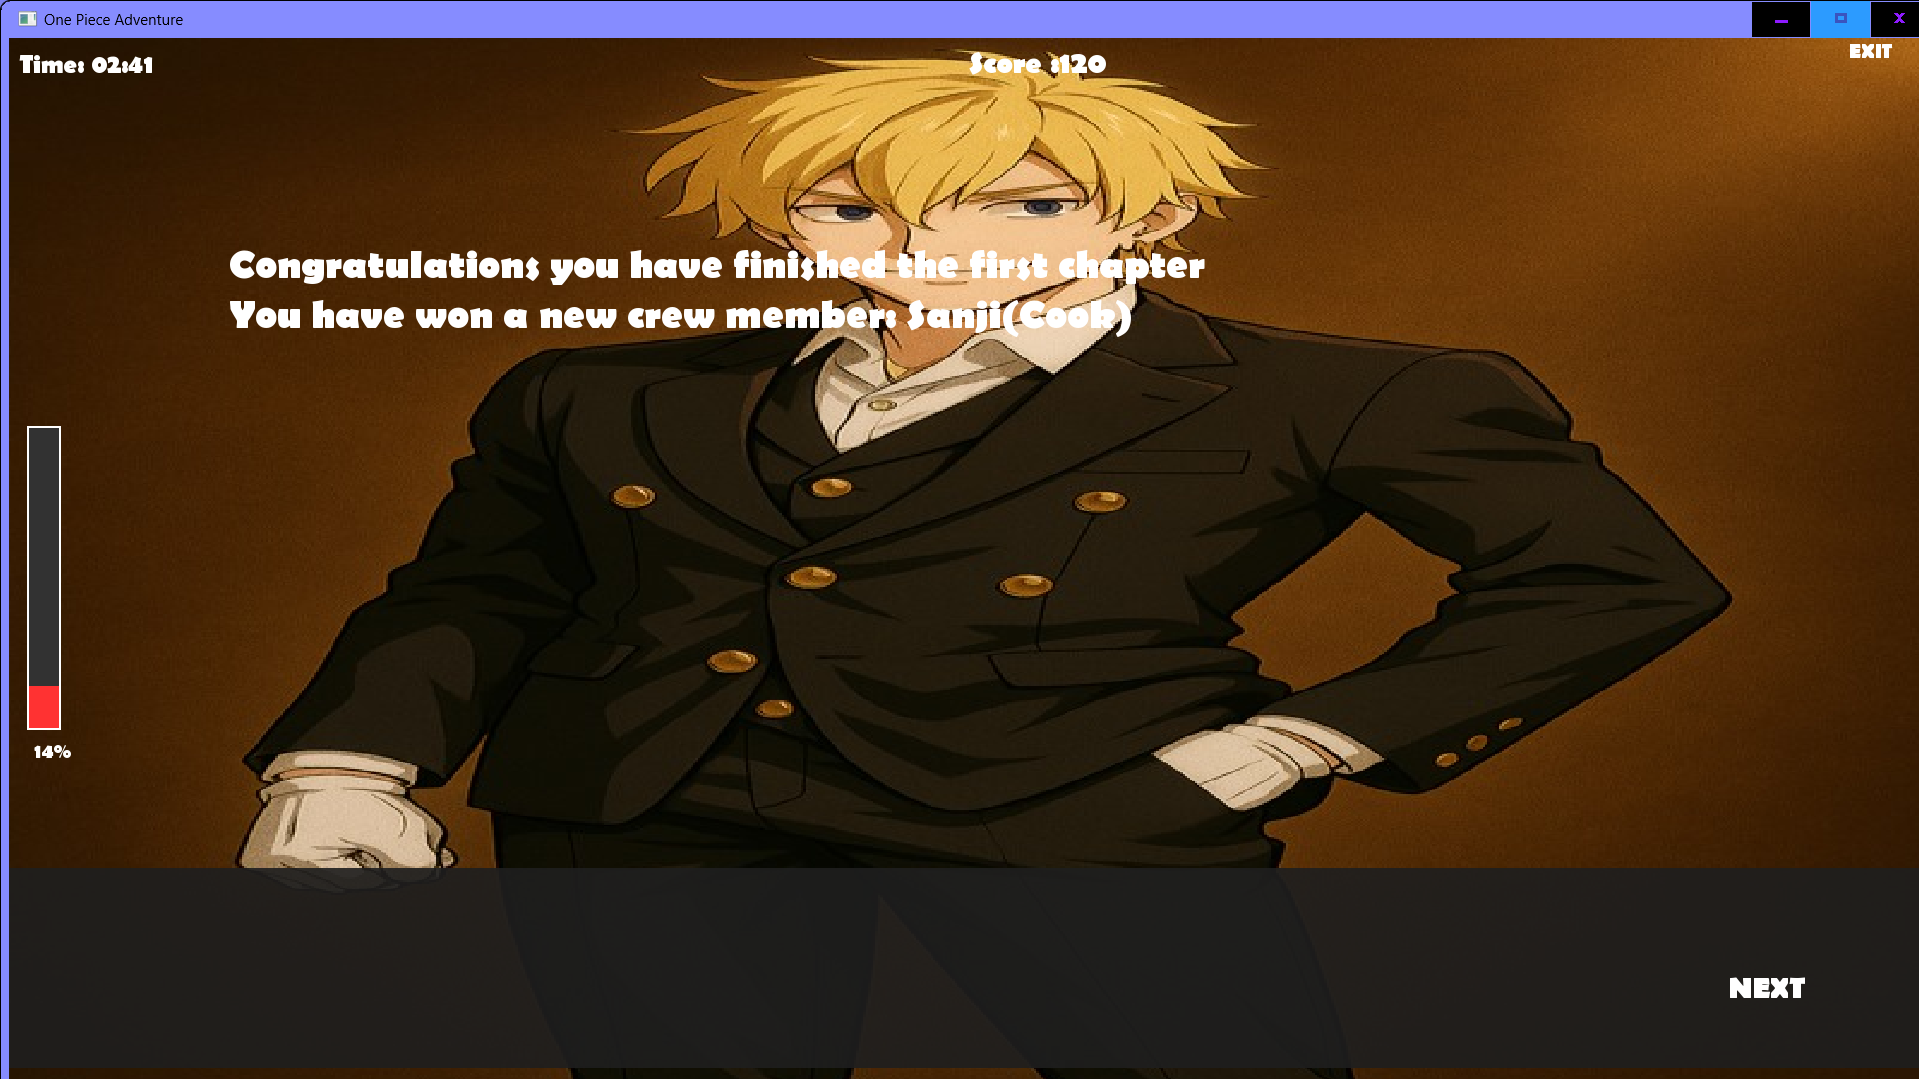 One Piece Adventure
Time: 02:41
Score :120
EXIT
Congratulations you have finished the first chapter
You have won a new crew member: Sanji(Cook)
14%
NEXT